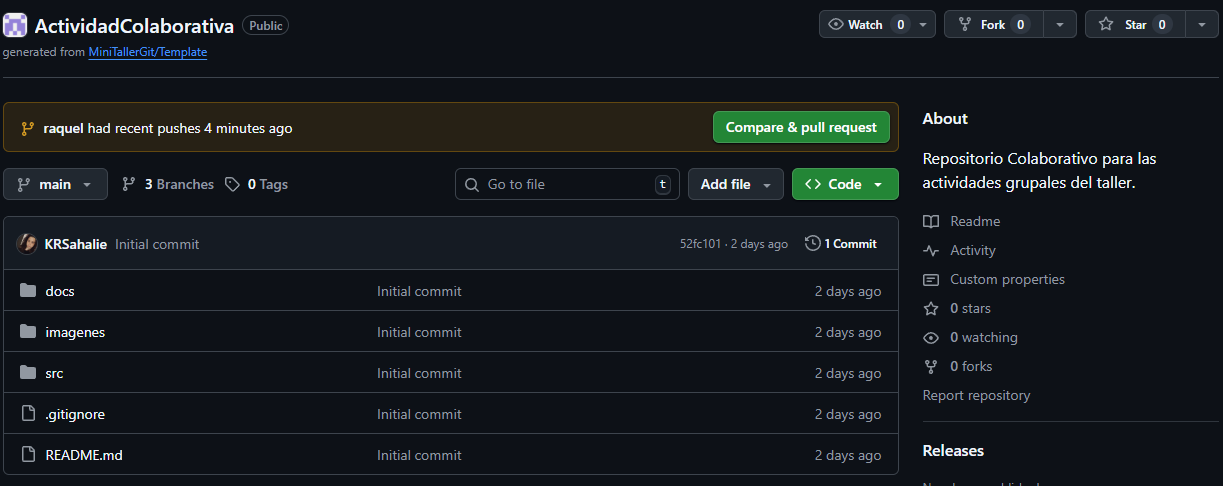 ActividadColaborativa Public
Watch 0
Fork 0
Star 0
generated from MiniTallerGit/Template
raquel had recent pushes 4 minutes ago
Compare & pull request
main
3 Branches
0 Tags
Go to file
t
Add file
Code
KRSahalie Initial commit
52fc101 · 2 days ago
1 Commit
docs Initial commit 2 days ago
imagenes Initial commit 2 days ago
src Initial commit 2 days ago
.gitignore Initial commit 2 days ago
README.md Initial commit 2 days ago
About
Repositorio Colaborativo para las
actividades grupales del taller.
Readme
Activity
Custom properties
0 stars
0 watching
0 forks
Report repository
Releases